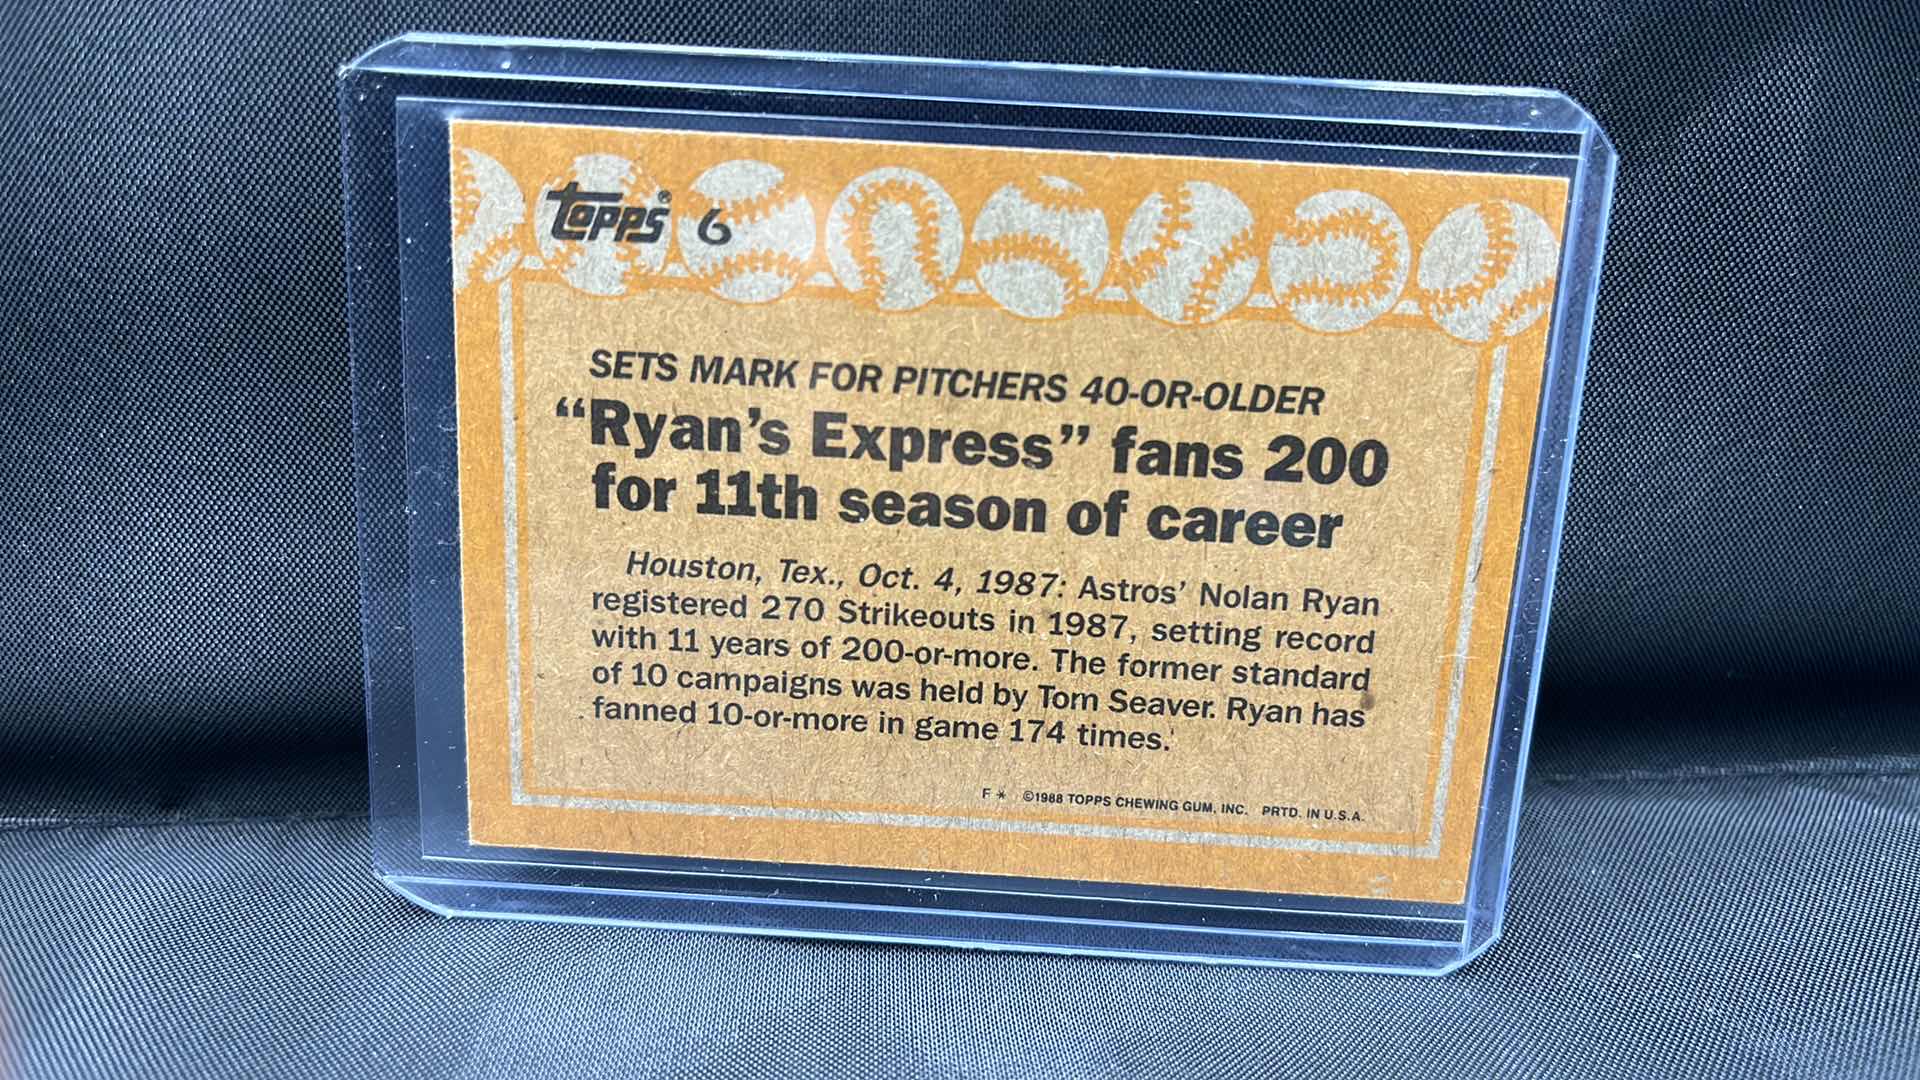 TOPPS® 6
SETS MARK FOR PITCHERS 40-OR-OLDER
“Ryan’s Express” fans 200
for 11th season of career
Houston, Tex., Oct. 4, 1987: Astros’ Nolan Ryan
registered 270 Strikeouts in 1987, setting record
with 11 years of 200-or-more. The former standard
of 10 campaigns was held by Tom Seaver. Ryan has
fanned 10-or-more in game 174 times.
F * ©1988 TOPPS CHEWING GUM, INC. PRTD. IN U.S.A.